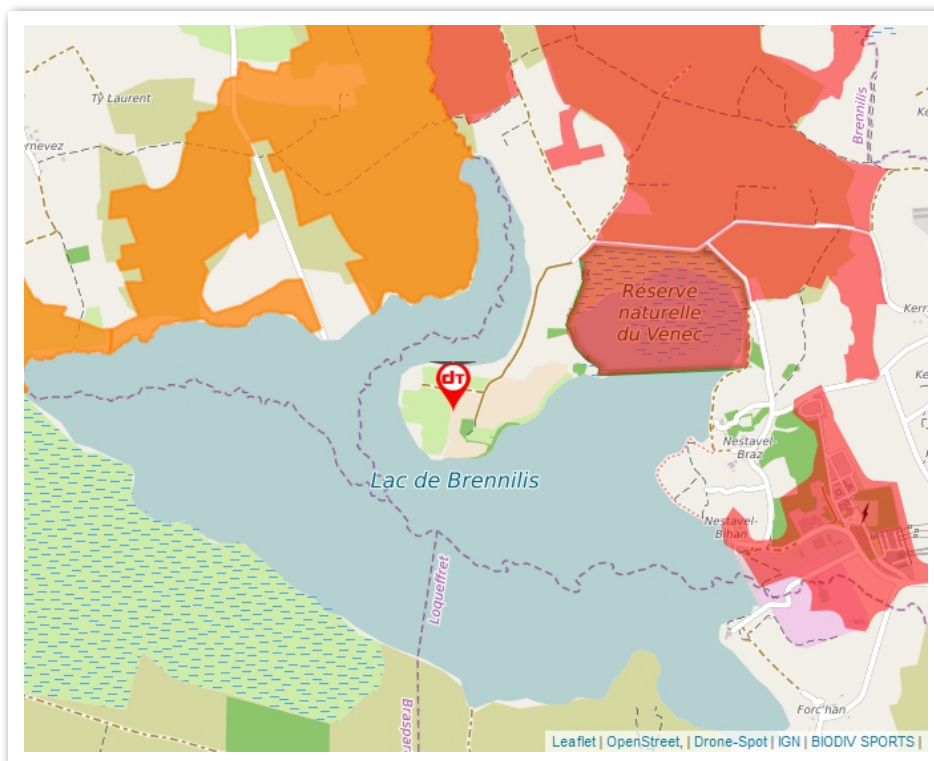 Ty Laurent
Brennilis
Réserve
naturelle
du Venec
dT
Nestavel-
Braz
Lac de Brennilis
Nestavel-
Bihan
Loqueffret
Forc'han
Leaflet | OpenStreet, | Drone-Spot | IGN | BIODIV SPORTS |